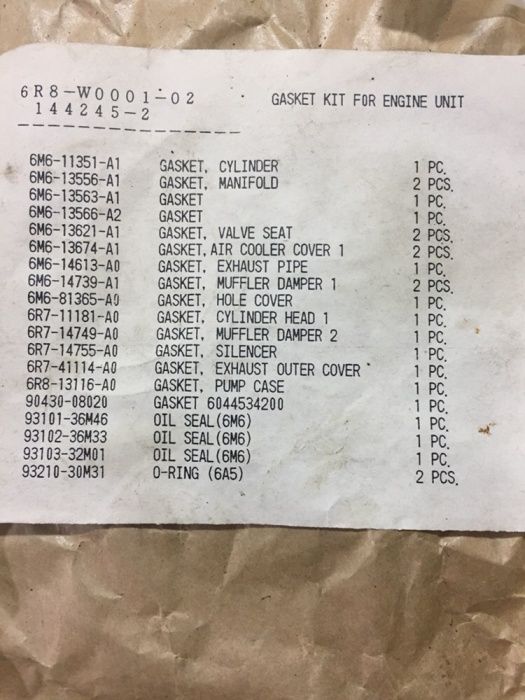 6R8-W0001-02 GASKET KIT FOR ENGINE UNIT
144245-2
----------------
6M6-11351-A1 GASKET, CYLINDER 1 PC.
6M6-13556-A1 GASKET, MANIFOLD 2 PCS.
6M6-13563-A1 GASKET 1 PC.
6M6-13566-A2 GASKET 1 PC.
6M6-13621-A1 GASKET, VALVE SEAT 2 PCS.
6M6-13674-A1 GASKET, AIR COOLER COVER 1 2 PCS.
6M6-14613-A0 GASKET, EXHAUST PIPE 1 PC.
6M6-14739-A1 GASKET, MUFFLER DAMPER 1 2 PCS.
6M6-81365-A0 GASKET, HOLE COVER 1 PC.
6R7-11181-A0 GASKET, CYLINDER HEAD 1 1 PC.
6R7-14749-A0 GASKET, MUFFLER DAMPER 2 1 PC.
6R7-14755-A0 GASKET, SILENCER 1 PC.
6R7-41114-A0 GASKET, EXHAUST OUTER COVER 1 PC.
6R8-13116-A0 GASKET, PUMP CASE 1 PC.
90430-08020 GASKET 6044534200 1 PC.
93101-36M46 OIL SEAL(6M6) 1 PC.
93102-36M33 OIL SEAL(6M6) 1 PC.
93103-32M01 OIL SEAL(6M6) 1 PC.
93210-30M31 O-RING (6A5) 2 PCS.